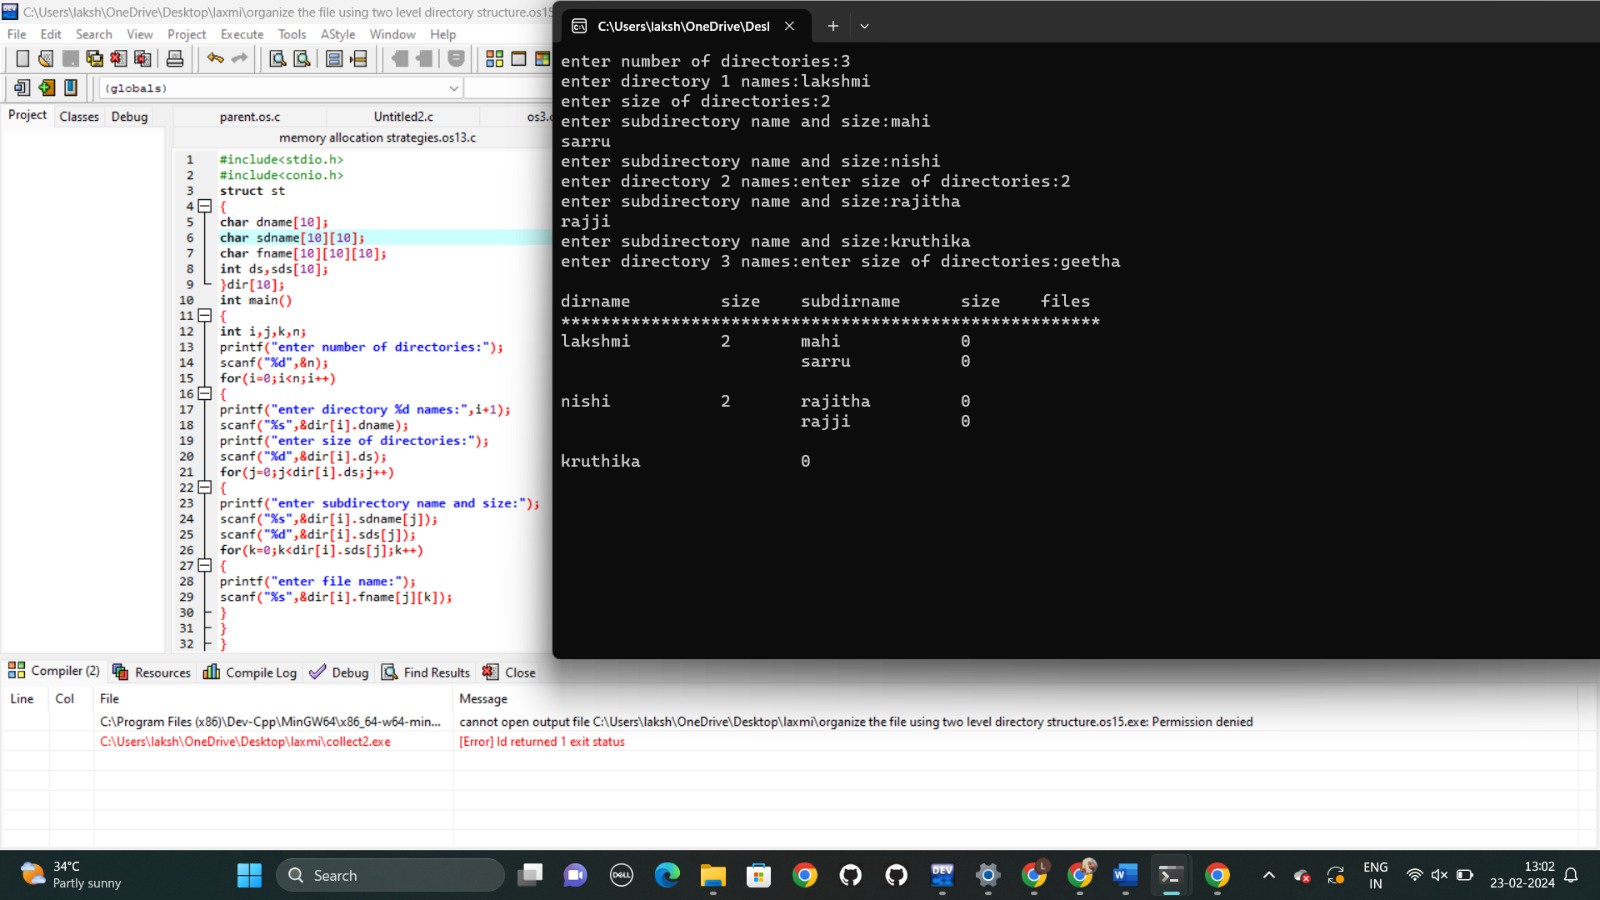 C:\Users\laksh\OneDrive\Desktop\laxmi\organize the file using two level directory structure.os15
File Edit Search View Project Execute Tools AStyle Window Help
(globals)
Project Classes Debug
parent.os.c Untitled2.c os3.c
memory allocation strategies.os13.c
1 #include<stdio.h>
2 #include<conio.h>
3 struct st
4 {
5 char dname[10];
6 char sdname[10][10];
7 char fname[10][10][10];
8 int ds,sds[10];
9 }dir[10];
10 int main()
11 {
12 int i,j,k,n;
13 printf("enter number of directories:");
14 scanf("%d",&n);
15 for(i=0;i<n;i++)
16 {
17 printf("enter directory %d names:",i+1);
18 scanf("%s",&dir[i].dname);
19 printf("enter size of directories:");
20 scanf("%d",&dir[i].ds);
21 for(j=0;j<dir[i].ds;j++)
22 {
23 printf("enter subdirectory name and size:");
24 scanf("%s",&dir[i].sdname[j]);
25 scanf("%d",&dir[i].sds[j]);
26 for(k=0;k<dir[i].sds[j];k++)
27 {
28 printf("enter file name:");
29 scanf("%s",&dir[i].fname[j][k]);
30 }
31 }
32 }
C:\Users\laksh\OneDrive\Desl
enter number of directories:3
enter directory 1 names:lakshmi
enter size of directories:2
enter subdirectory name and size:mahi
sarru
enter subdirectory name and size:nishi
enter directory 2 names:enter size of directories:2
enter subdirectory name and size:rajitha
rajji
enter subdirectory name and size:kruthika
enter directory 3 names:enter size of directories:geetha
dirname size subdirname size files
******************************************************
lakshmi 2 mahi 0
sarru 0
nishi 2 rajitha 0
rajji 0
kruthika 0
Compiler (2) Resources Compile Log Debug Find Results Close
Line Col File Message
C:\Program Files (x86)\Dev-Cpp\MinGW64\x86_64-w64-min... cannot open output file C:\Users\laksh\OneDrive\Desktop\laxmi\organize the file using two level directory structure.os15.exe: Permission denied
C:\Users\laksh\OneDrive\Desktop\laxmi\collect2.exe [Error] ld returned 1 exit status
34°C
Partly sunny
Search
DELL
DEV
L
W
ENG
IN
13:02
23-02-2024